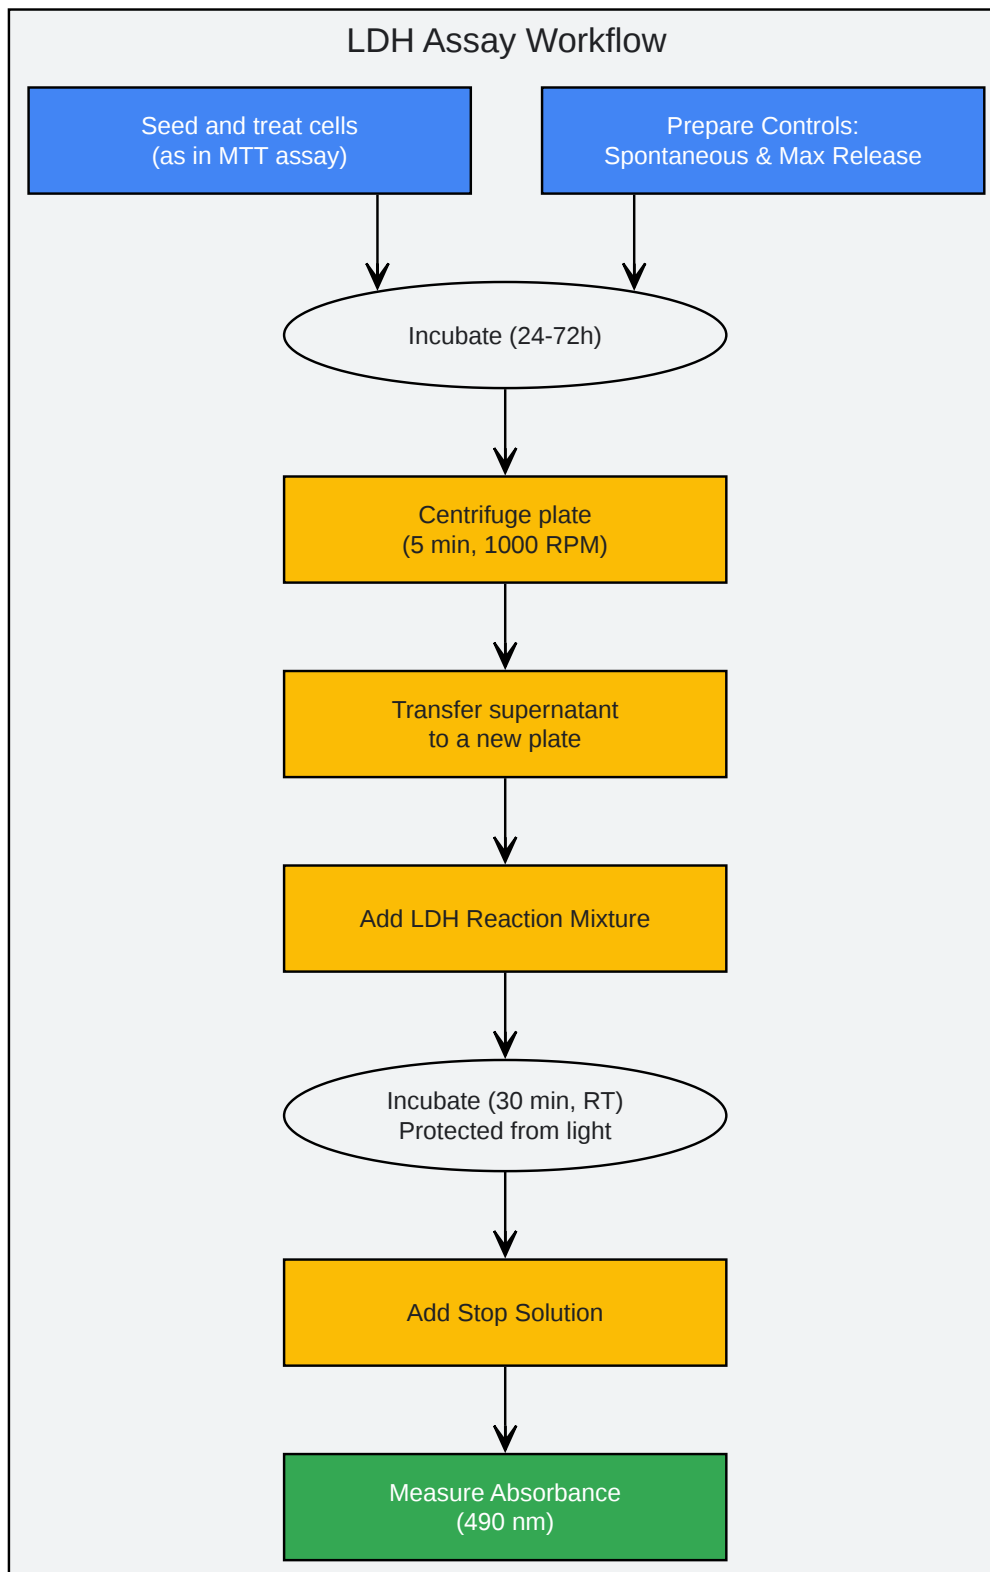 LDH Assay Workflow
Seed and treat cells
(as in MTT assay)
Prepare Controls:
Spontaneous & Max Release
Incubate (24-72h)
Centrifuge plate
(5 min, 1000 RPM)
Transfer supernatant
to a new plate
Add LDH Reaction Mixture
Incubate (30 min, RT)
Protected from light
Add Stop Solution
Measure Absorbance
(490 nm)